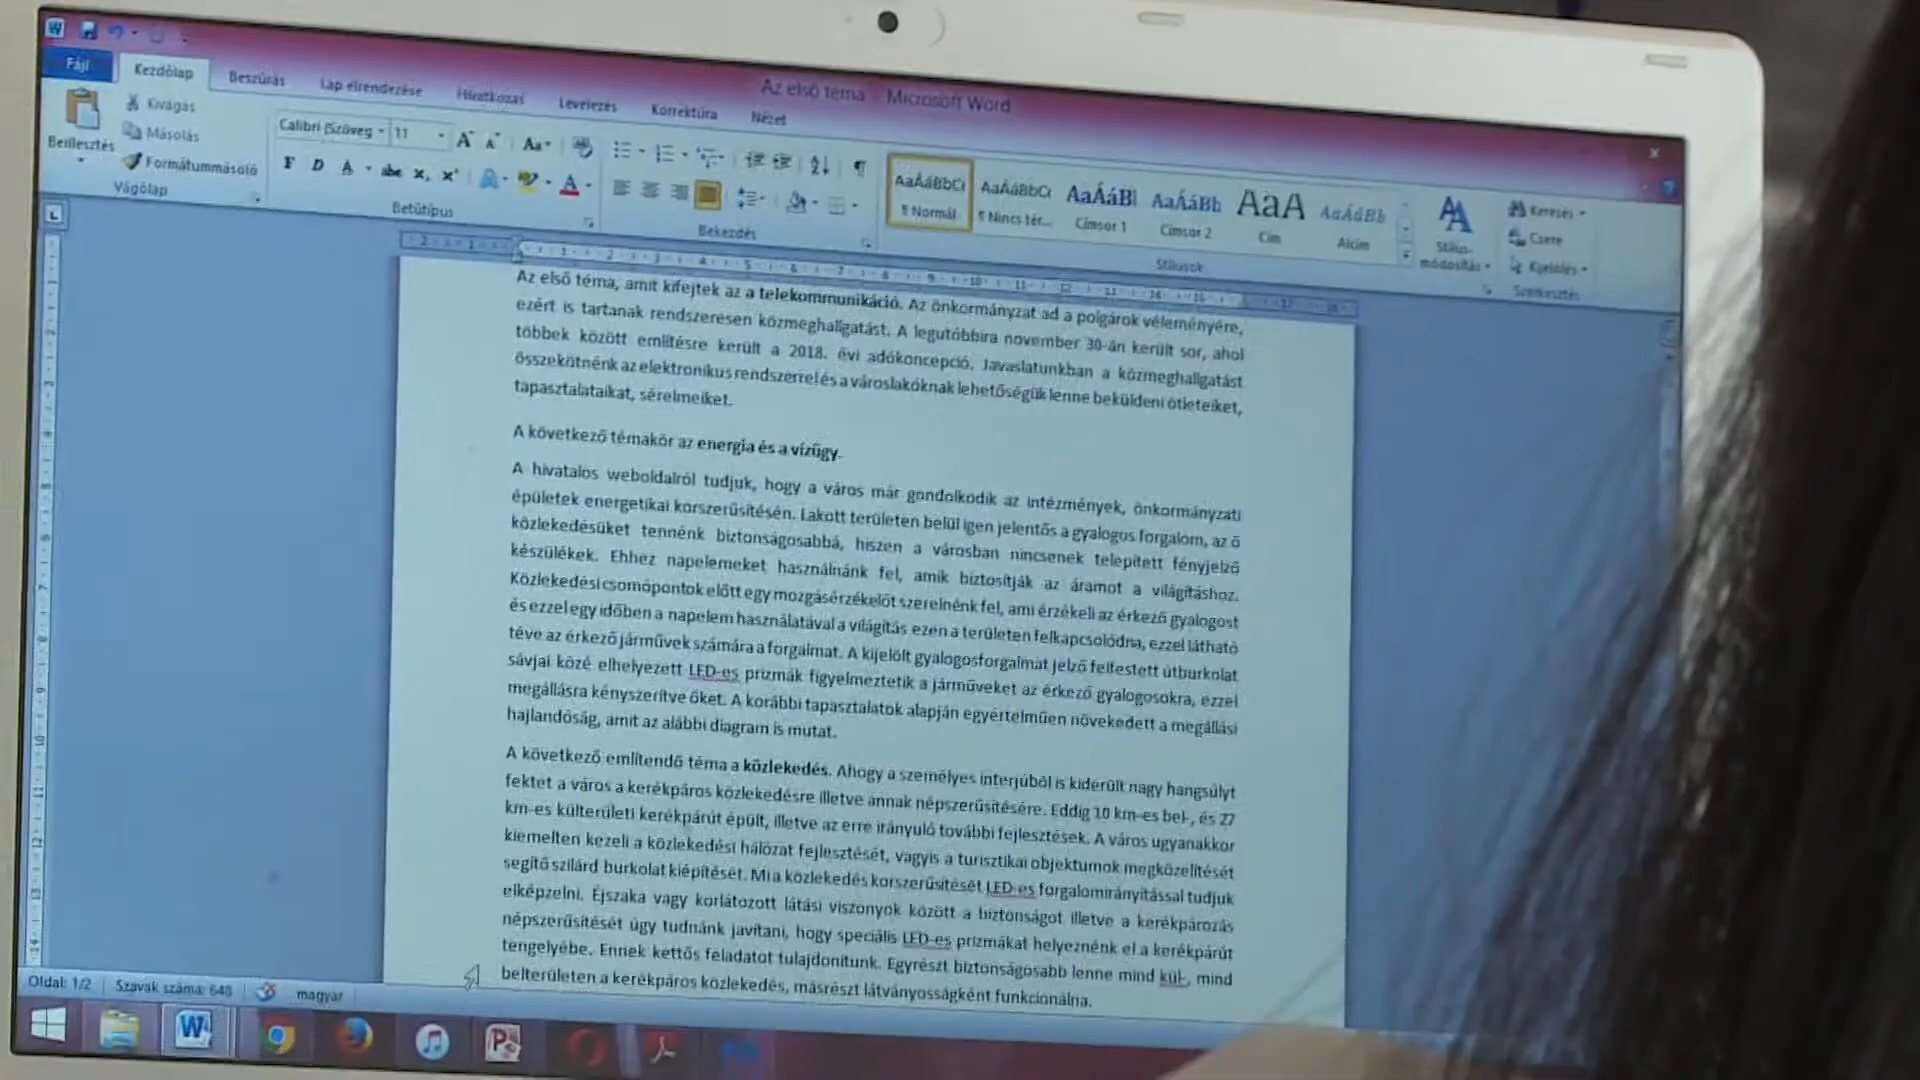 Az első téma - Microsoft Word
Fájl Kezdőlap Beszúrás Lap elrendezése Hivatkozás Levelezés Korrektúra Nézet
Beillesztés
Kivágás
Másolás
Formátummásoló
Vágólap
Calibri (Szöveg 11
F D A abc x, x²
Betűtípus
Bekezdés
AaÁáBbCc AaÁáBbCc AaÁáBl AaÁáBb AaA AaÁáBb
¶ Normál ¶ Nincs tér... Címsor 1 Címsor 2 Cím Alcím
Stílusok
Stílus-
módosítás
Keresés
Csere
Kijelölés
Szerkesztés
Az első téma, amit kifejtek az a telekommunikáció. Az önkormányzat ad a polgárok véleményére,
ezért is tartanak rendszeresen közmeghallgatást. A legutóbbira november 30-án került sor, ahol
többek között említésre került a 2018. évi adókoncepció. Javaslatunkban a közmeghallgatást
összekötnénk az elektronikus rendszerrel és a városlakóknak lehetőségük lenne beküldeni ötleteiket,
tapasztalataikat, sérelmeiket.
A következő témakör az energia és a vízügy.
A hivatalos weboldalról tudjuk, hogy a város már gondolkodik az intézmények, önkormányzati
épületek energetikai korszerűsítésén. Lakott területen belül igen jelentős a gyalogos forgalom, az ő
közlekedésüket tennénk biztonságosabbá, hiszen a városban nincsenek telepített fényjelző
készülékek. Ehhez napelemeket használnánk fel, amik biztosítják az áramot a világításhoz.
Közlekedési csomópontok előtt egy mozgásérzékelőt szerelnénk fel, ami érzékeli az érkező gyalogost
és ezzel egy időben a napelem használatával a világítás ezen a területen felkapcsolódna, ezzel látható
téve az érkező járművek számára a forgalmat. A kijelölt gyalogosforgalmat jelző felfestett útburkolat
sávjai közé elhelyezett LED-es prizmák figyelmeztetik a járműveket az érkező gyalogosokra, ezzel
megállásra kényszerítve őket. A korábbi tapasztalatok alapján egyértelműen növekedett a megállási
hajlandóság, amit az alábbi diagram is mutat.
A következő említendő téma a közlekedés. Ahogy a személyes interjúból is kiderült nagy hangsúlyt
fektet a város a kerékpáros közlekedésre illetve annak népszerűsítésére. Eddig 10 km-es bel-, és 27
km-es külterületi kerékpárút épült, illetve az erre irányuló további fejlesztések. A város ugyanakkor
kiemelten kezeli a közlekedési hálózat fejlesztését, vagyis a turisztikai objektumok megközelítését
segítő szilárd burkolat kiépítését. Mi a közlekedés korszerűsítését LED-es forgalomirányítással tudjuk
elképzelni. Éjszaka vagy korlátozott látási viszonyok között a biztonságot illetve a kerékpározás
népszerűsítését úgy tudnánk javítani, hogy speciális LED-es prizmákat helyeznénk el a kerékpárút
tengelyébe. Ennek kettős feladatot tulajdonítunk. Egyrészt biztonságosabb lenne mind kül-, mind
belterületen a kerékpáros közlekedés, másrészt látványosságként funkcionálna.
Oldal: 1/2 Szavak száma: 648 magyar